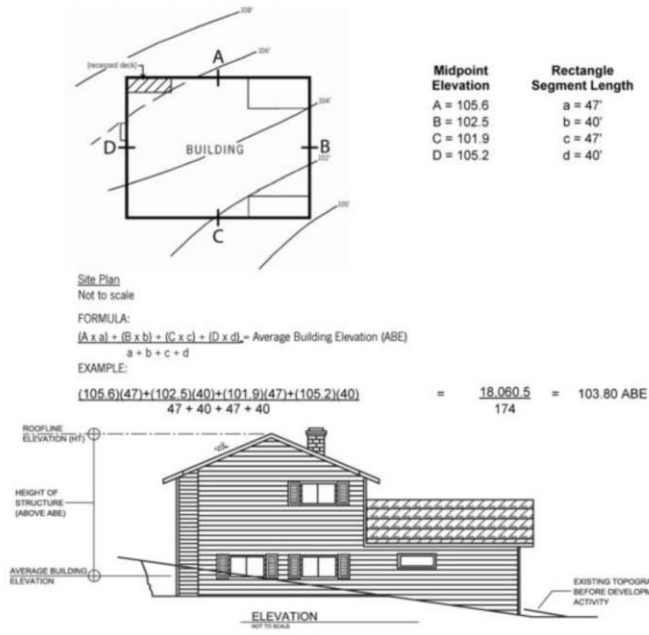 108'
106'
A
(recessed deck)
104'
D
BUILDING
B
102'
C
100'
Midpoint Elevation
Rectangle Segment Length
A = 105.6 a = 47'
B = 102.5 b = 40'
C = 101.9 c = 47'
D = 105.2 d = 40'
Site Plan
Not to scale
FORMULA:
(A x a) + (B x b) + (C x c) + (D x d) = Average Building Elevation (ABE)
a + b + c + d
EXAMPLE:
(105.6)(47)+(102.5)(40)+(101.9)(47)+(105.2)(40) = 18,060.5 = 103.80 ABE
47 + 40 + 47 + 40 174
ROOFLINE
ELEVATION (HT)
HEIGHT OF
STRUCTURE
(ABOVE ABE)
AVERAGE BUILDING
ELEVATION
EXISTING TOPOGRA
BEFORE DEVELOPM
ACTIVITY
ELEVATION
NOT TO SCALE